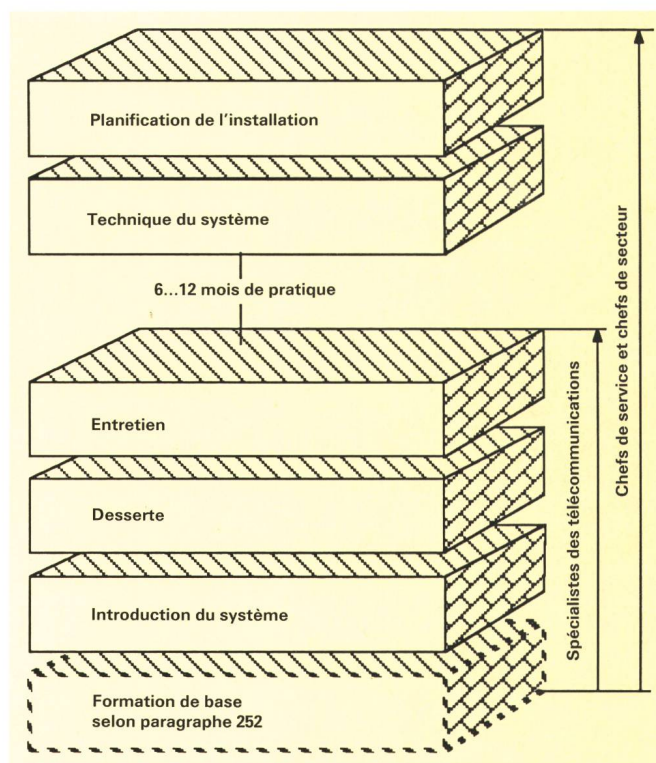 Planification de l'installation
Technique du système
6...12 mois de pratique
Entretien
Desserte
Introduction du système
Formation de base
selon paragraphe 252
Spécialistes des télécommunications
Chefs de service et chefs de secteur